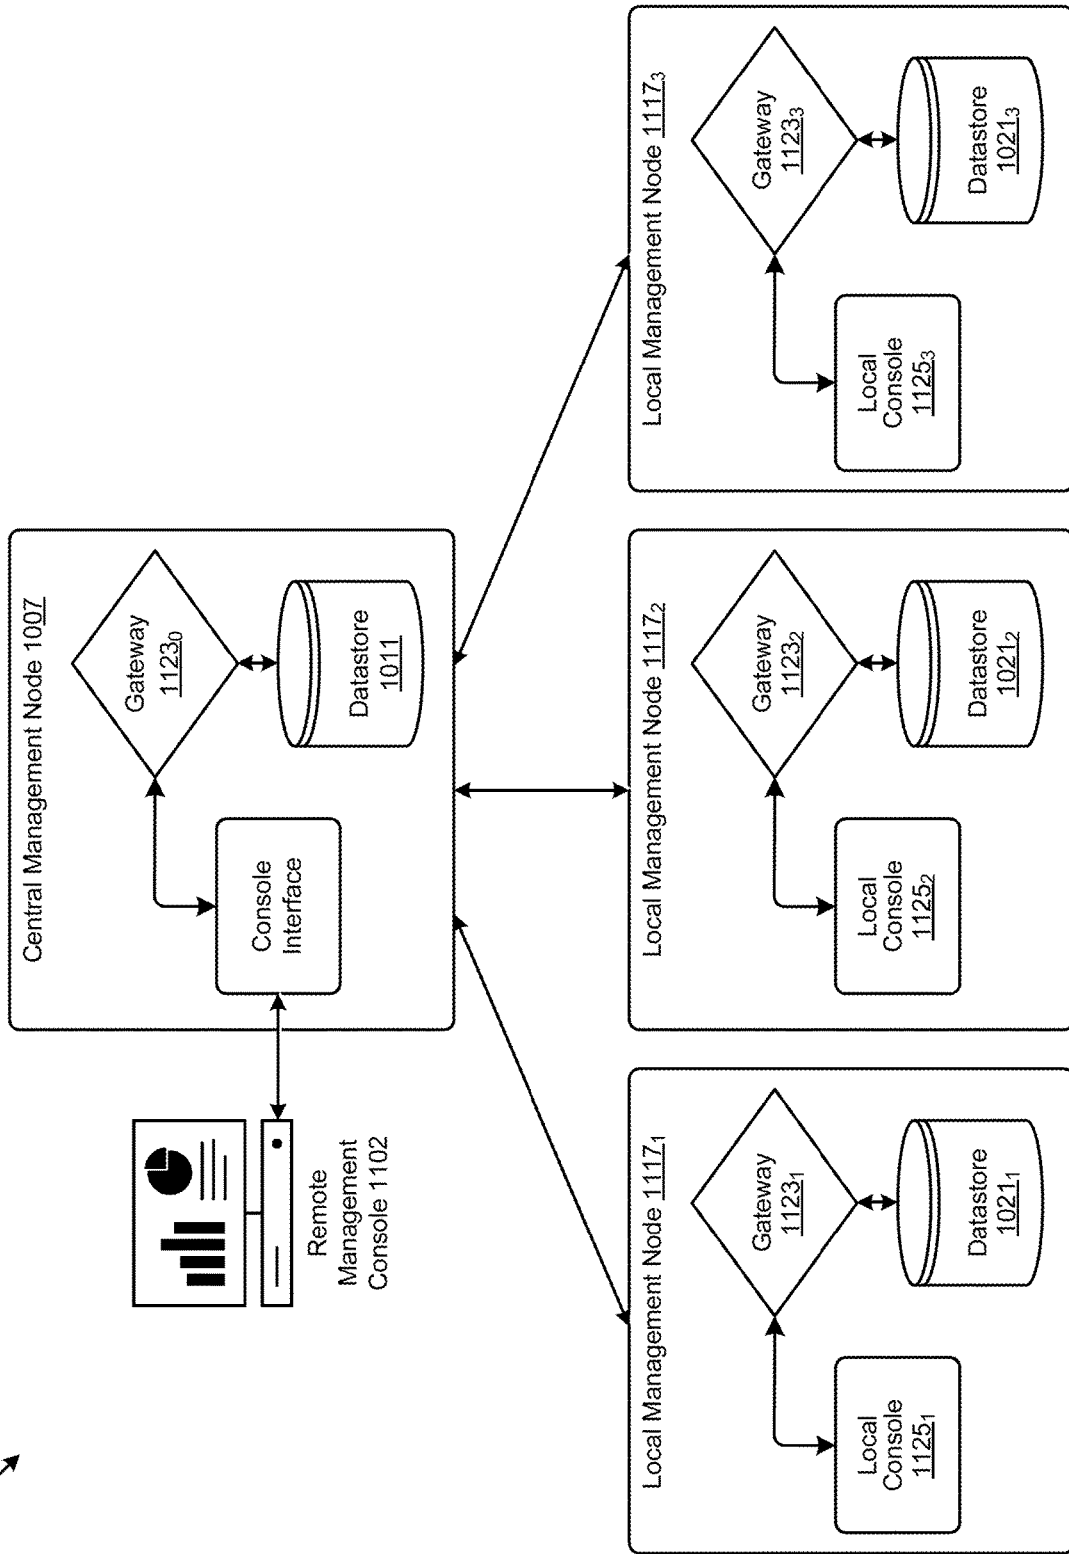 Central Management Node 1007
Gateway
1123₀
Datastore
1011
Console
Interface
Remote
Management
Console 1102
Local Management Node 1117₁
Gateway
1123₁
Datastore
1021₁
Local
Console
1125₁
Local Management Node 1117₂
Gateway
1123₂
Datastore
1021₂
Local
Console
1125₂
Local Management Node 1117₃
Gateway
1123₃
Datastore
1021₃
Local
Console
1125₃